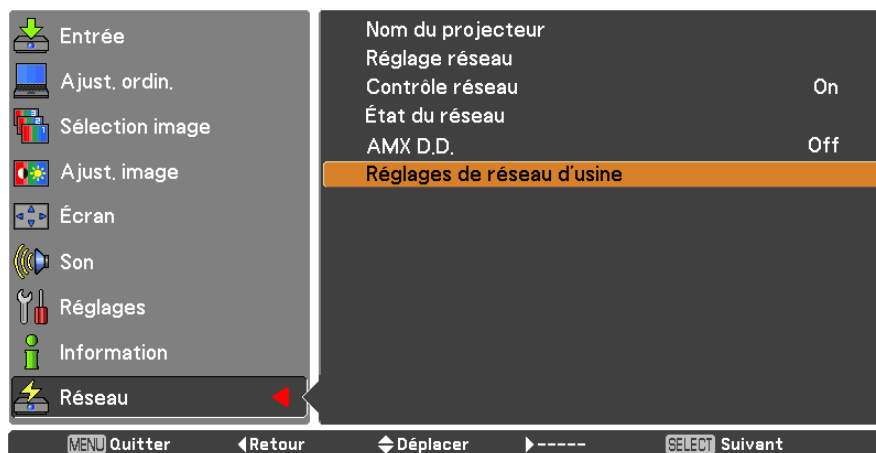 Entrée
Ajust. ordin.
Sélection image
Ajust. image
Écran
Son
Réglages
Information
Réseau
Nom du projecteur
Réglage réseau
Contrôle réseau On
État du réseau
AMX D.D. Off
Réglages de réseau d'usine
MENU Quitter Retour Déplacer ----- SELECT Suivant